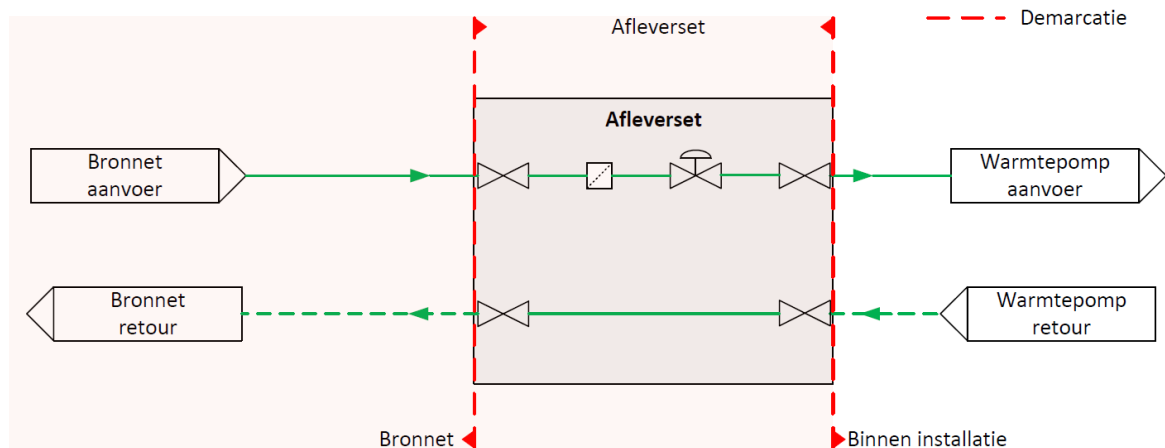 Afleverset
Demarcatie
Afleverset
Bronnet
aanvoer
Warmtepomp
aanvoer
Bronnet
retour
Warmtepomp
retour
Bronnet
Binnen installatie